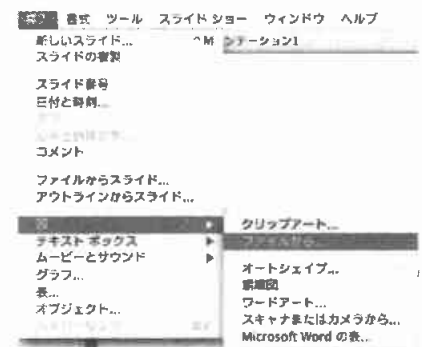 書式 ツール スライド ショー ウィンドウ ヘルプ
新しいスライド... ^M
ンテーション1
スライドの複製
スライド番号
日付と時刻...
コメント
ファイルからスライド...
アウトラインからスライド...
図
クリップアート...
テキスト ボックス
ファイルから...
ムービーとサウンド
オートシェイプ...
グラフ...
組織図
表...
ワードアート...
オブジェクト...
スキャナまたはカメラから...
Microsoft Word の表...